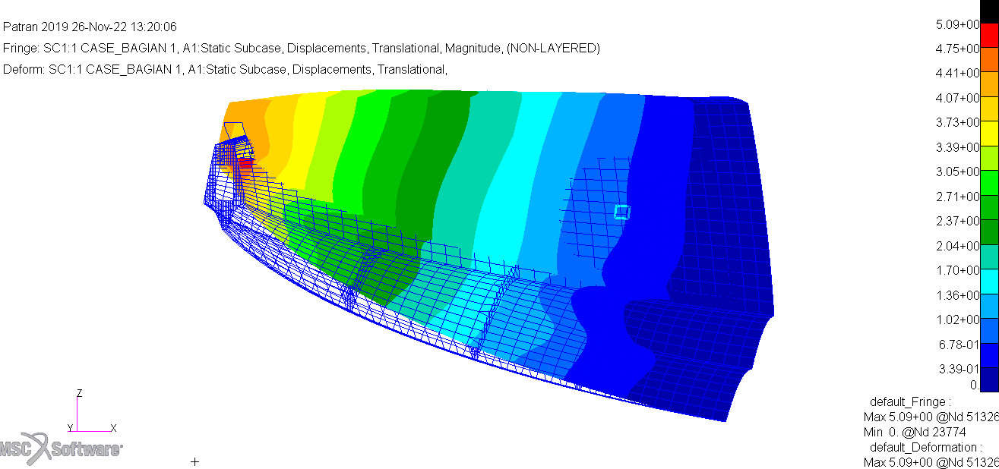 Patran 2019 26-Nov-22 13:20:06
Fringe: SC1:1 CASE_BAGIAN 1, A1:Static Subcase, Displacements, Translational, Magnitude, (NON-LAYERED)
Deform: SC1:1 CASE_BAGIAN 1, A1:Static Subcase, Displacements, Translational,
5.09+00
4.75+00
4.41+00
4.07+00
3.73+00
3.39+00
3.05+00
2.71+00
2.37+00
2.04+00
1.70+00
1.36+00
1.02+00
6.78-01
3.39-01
0.
default_Fringe :
Max 5.09+00 @Nd 51326
Min 0. @Nd 23774
default_Deformation :
Max 5.09+00 @Nd 51326
Z
Y
X
MSC Software